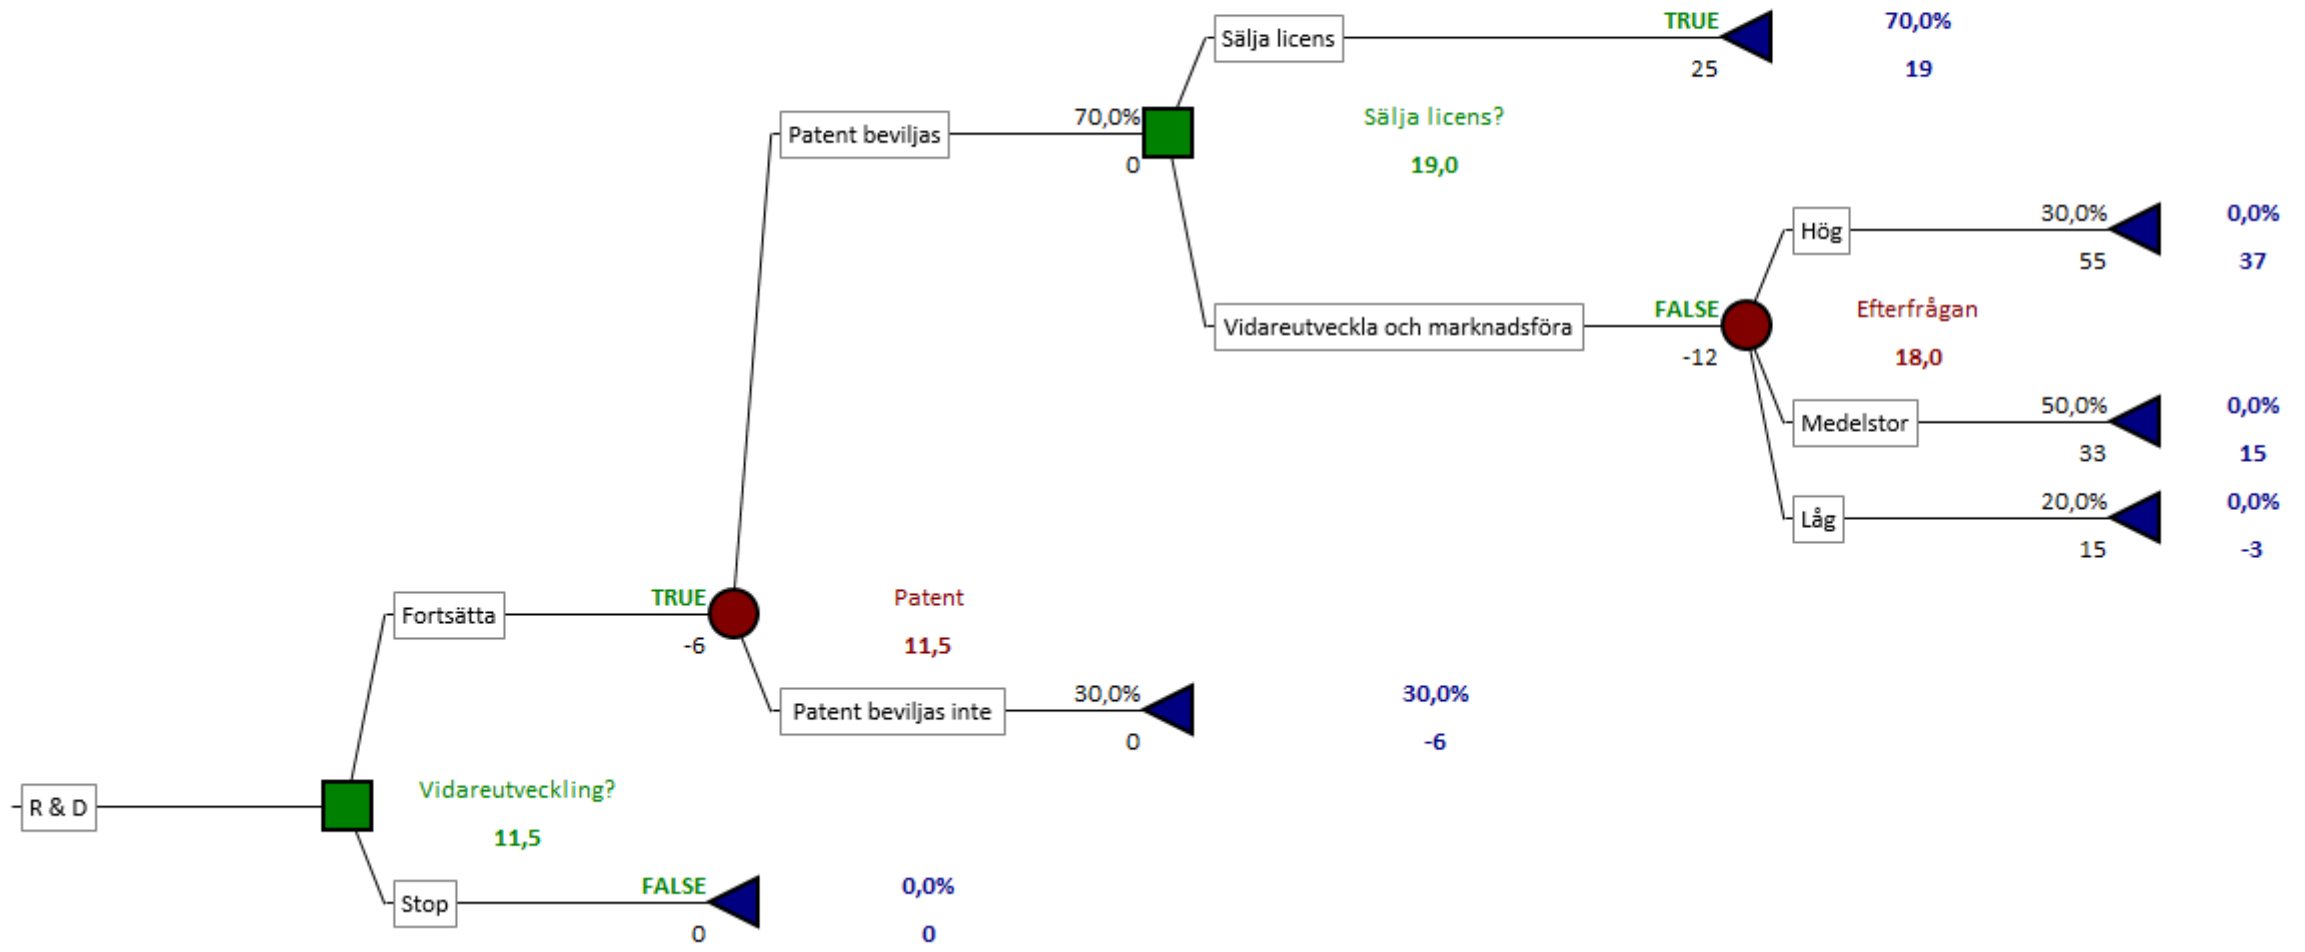 Sälja licens
TRUE
70,0%
25
19
Patent beviljas
70,0%
0
Sälja licens?
19,0
Hög
30,0%
0,0%
55
37
Vidareutveckla och marknadsföra
FALSE
-12
Efterfrågan
18,0
Medelstor
50,0%
0,0%
33
15
Låg
20,0%
0,0%
15
-3
Fortsätta
TRUE
-6
Patent
11,5
Patent beviljas inte
30,0%
0
30,0%
-6
R & D
Vidareutveckling?
11,5
Stop
FALSE
0,0%
0
0